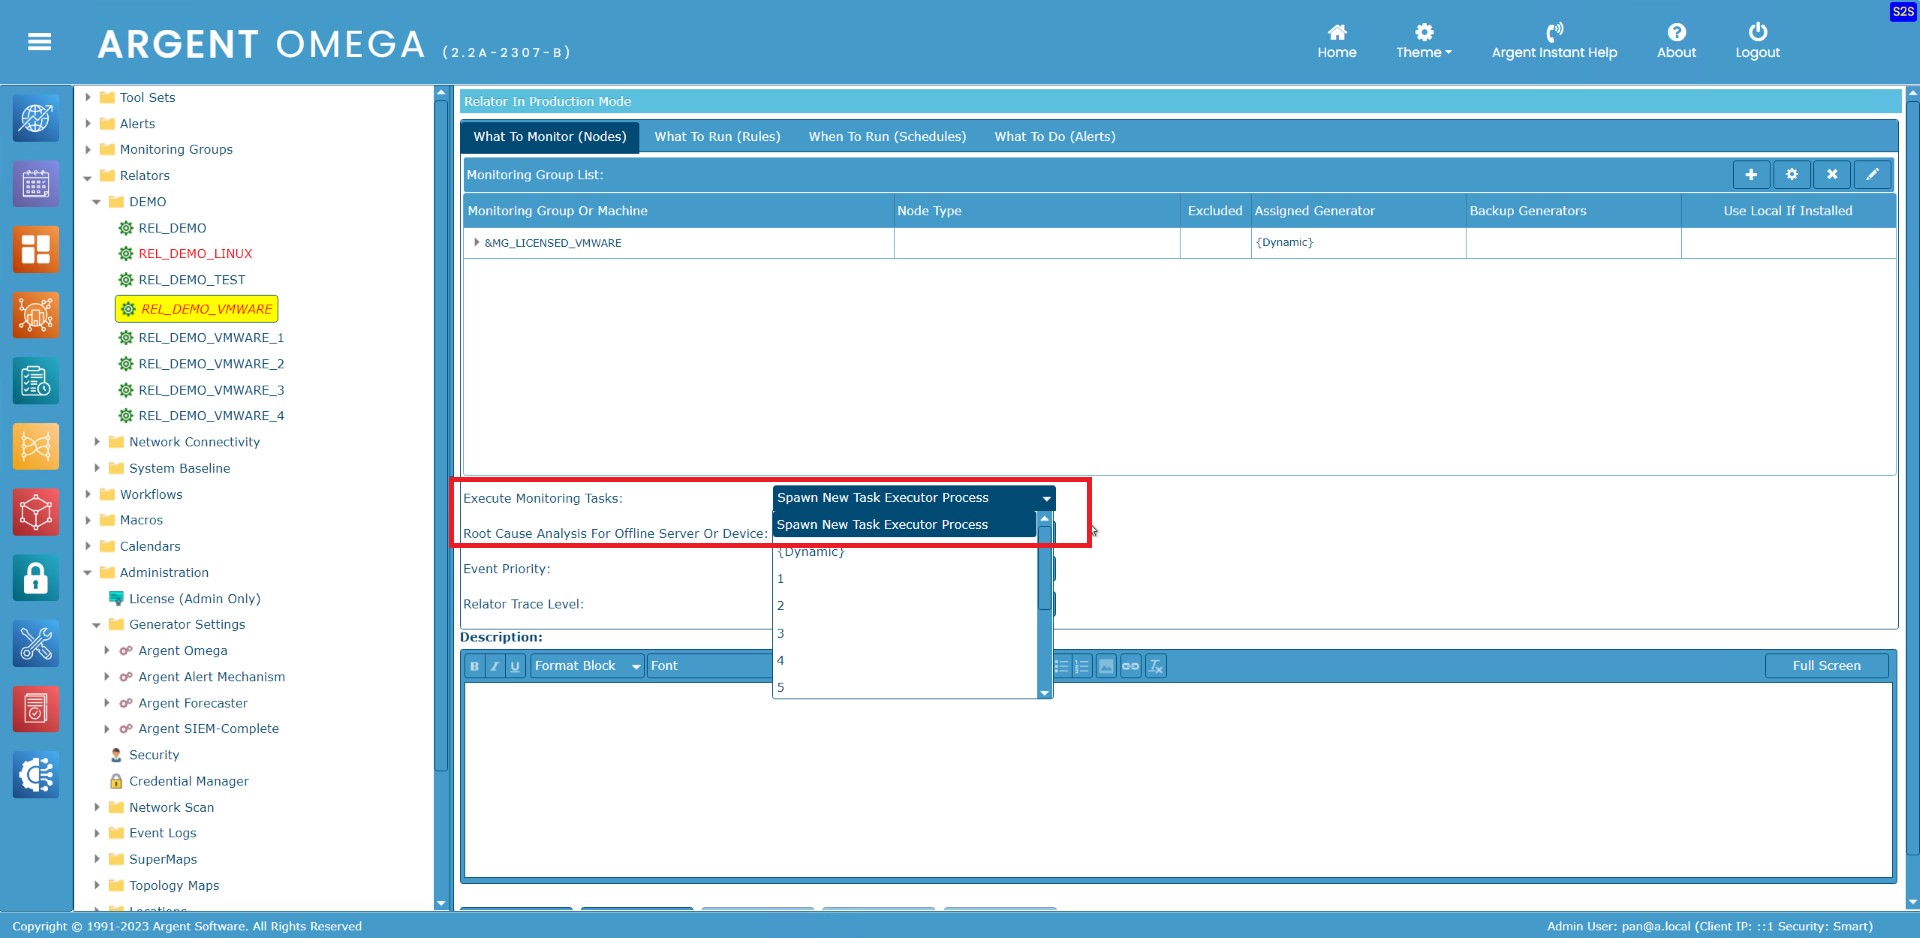 S2S
ARGENT OMEGA (2.2A-2307-B)
Home
Theme
Argent Instant Help
About
Logout
Tool Sets
Alerts
Monitoring Groups
Relators
DEMO
REL_DEMO
REL_DEMO_LINUX
REL_DEMO_TEST
REL_DEMO_VMWARE
REL_DEMO_VMWARE_1
REL_DEMO_VMWARE_2
REL_DEMO_VMWARE_3
REL_DEMO_VMWARE_4
Network Connectivity
System Baseline
Workflows
Macros
Calendars
Administration
License (Admin Only)
Generator Settings
Argent Omega
Argent Alert Mechanism
Argent Forecaster
Argent SIEM-Complete
Security
Credential Manager
Network Scan
Event Logs
SuperMaps
Topology Maps
Locations
Relator In Production Mode
What To Monitor (Nodes) What To Run (Rules) When To Run (Schedules) What To Do (Alerts)
Monitoring Group List:
Monitoring Group Or Machine Node Type Excluded Assigned Generator Backup Generators Use Local If Installed
&MG_LICENSED_VMWARE {Dynamic}
Execute Monitoring Tasks: Spawn New Task Executor Process
Spawn New Task Executor Process
Root Cause Analysis For Offline Server Or Device:
{Dynamic}
Event Priority:
1
2
Relator Trace Level:
3
Description:
4
B I U Format Block Font Full Screen
5
Copyright © 1991-2023 Argent Software. All Rights Reserved
Admin User: pan@a.local (Client IP: ::1 Security: Smart)